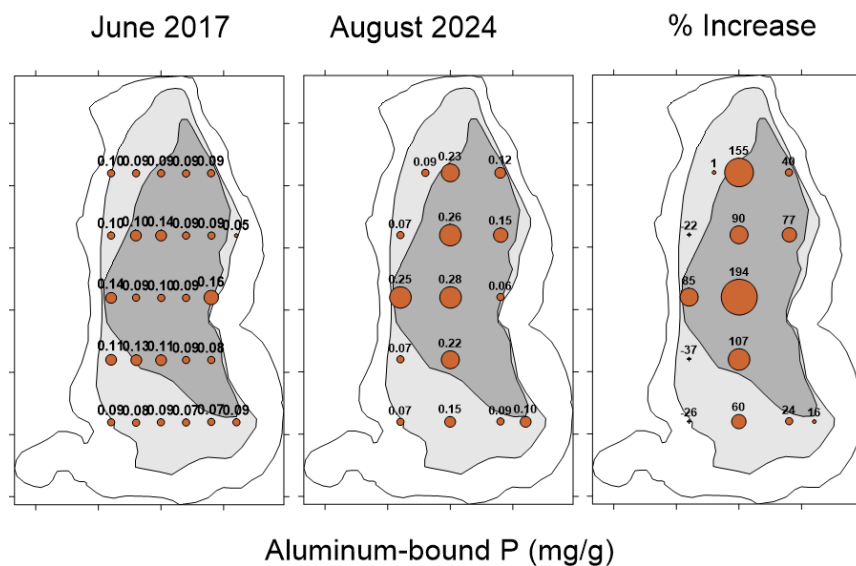 June 2017 August 2024 % Increase
0.10 0.09 0.09 0.09 0.09
0.10 0.10 0.14 0.09 0.09 0.05
0.14 0.09 0.10 0.09 0.16
0.11 0.13 0.11 0.09 0.08
0.09 0.08 0.09 0.07 0.07 0.09
0.09 0.23 0.12
0.07 0.26 0.15
0.25 0.28 0.06
0.07 0.22
0.07 0.15 0.09 0.10
1 155 40
-22 90 77
85 194
-37 107
-26 60 24 16
Aluminum-bound P (mg/g)